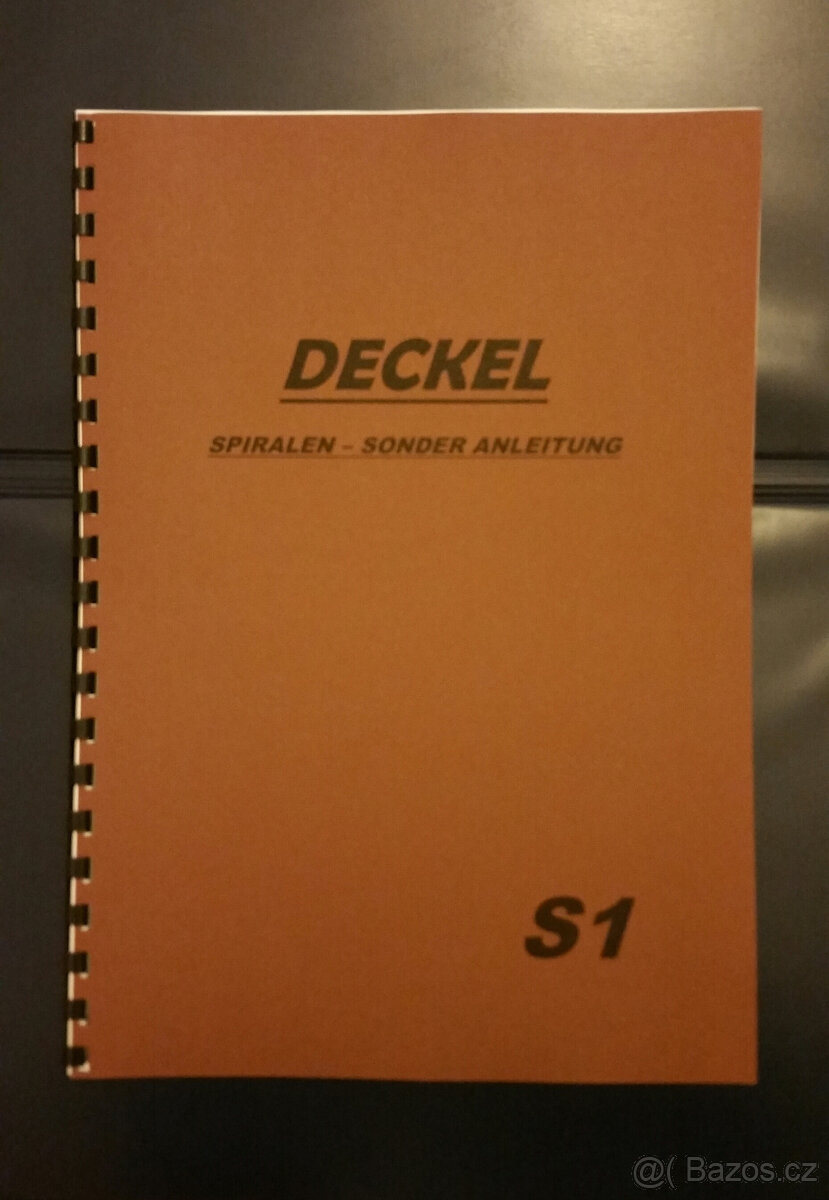 DECKEL
SPIRALEN – SONDER ANLEITUNG
S1
@( Bazos.cz